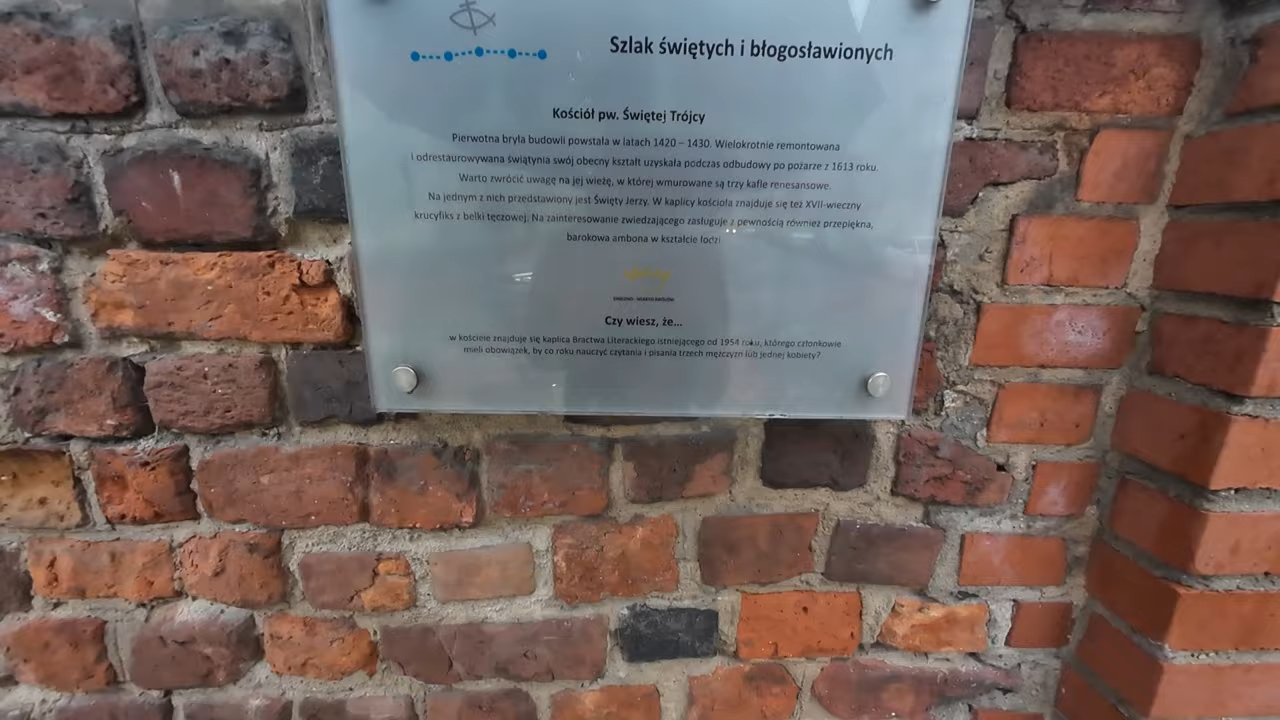 Szlak świętych i błogosławionych
Kościół pw. Świętej Trójcy
Pierwotna bryła budowli powstała w latach 1420 – 1430. Wielokrotnie remontowana
i odrestaurowywana świątynia swój obecny kształt uzyskała podczas odbudowy po pożarze z 1613 roku.
Warto zwrócić uwagę na jej wieżę, w której wmurowane są trzy kafle renesansowe.
Na jednym z nich przedstawiony jest Święty Jerzy. W kaplicy kościoła znajduje się też XVII-wieczny
krucyfiks z belki tęczowej. Na zainteresowanie zwiedzającego zasługuje z pewnością również przepiękna,
barokowa ambona w kształcie łodzi
Czy wiesz, że...
w kościele znajduje się kaplica Bractwa Literackiego istniejącego od 1954 roku, którego członkowie
mieli obowiązek, by co roku nauczyć czytania i pisania trzech mężczyzn lub jednej kobiety?